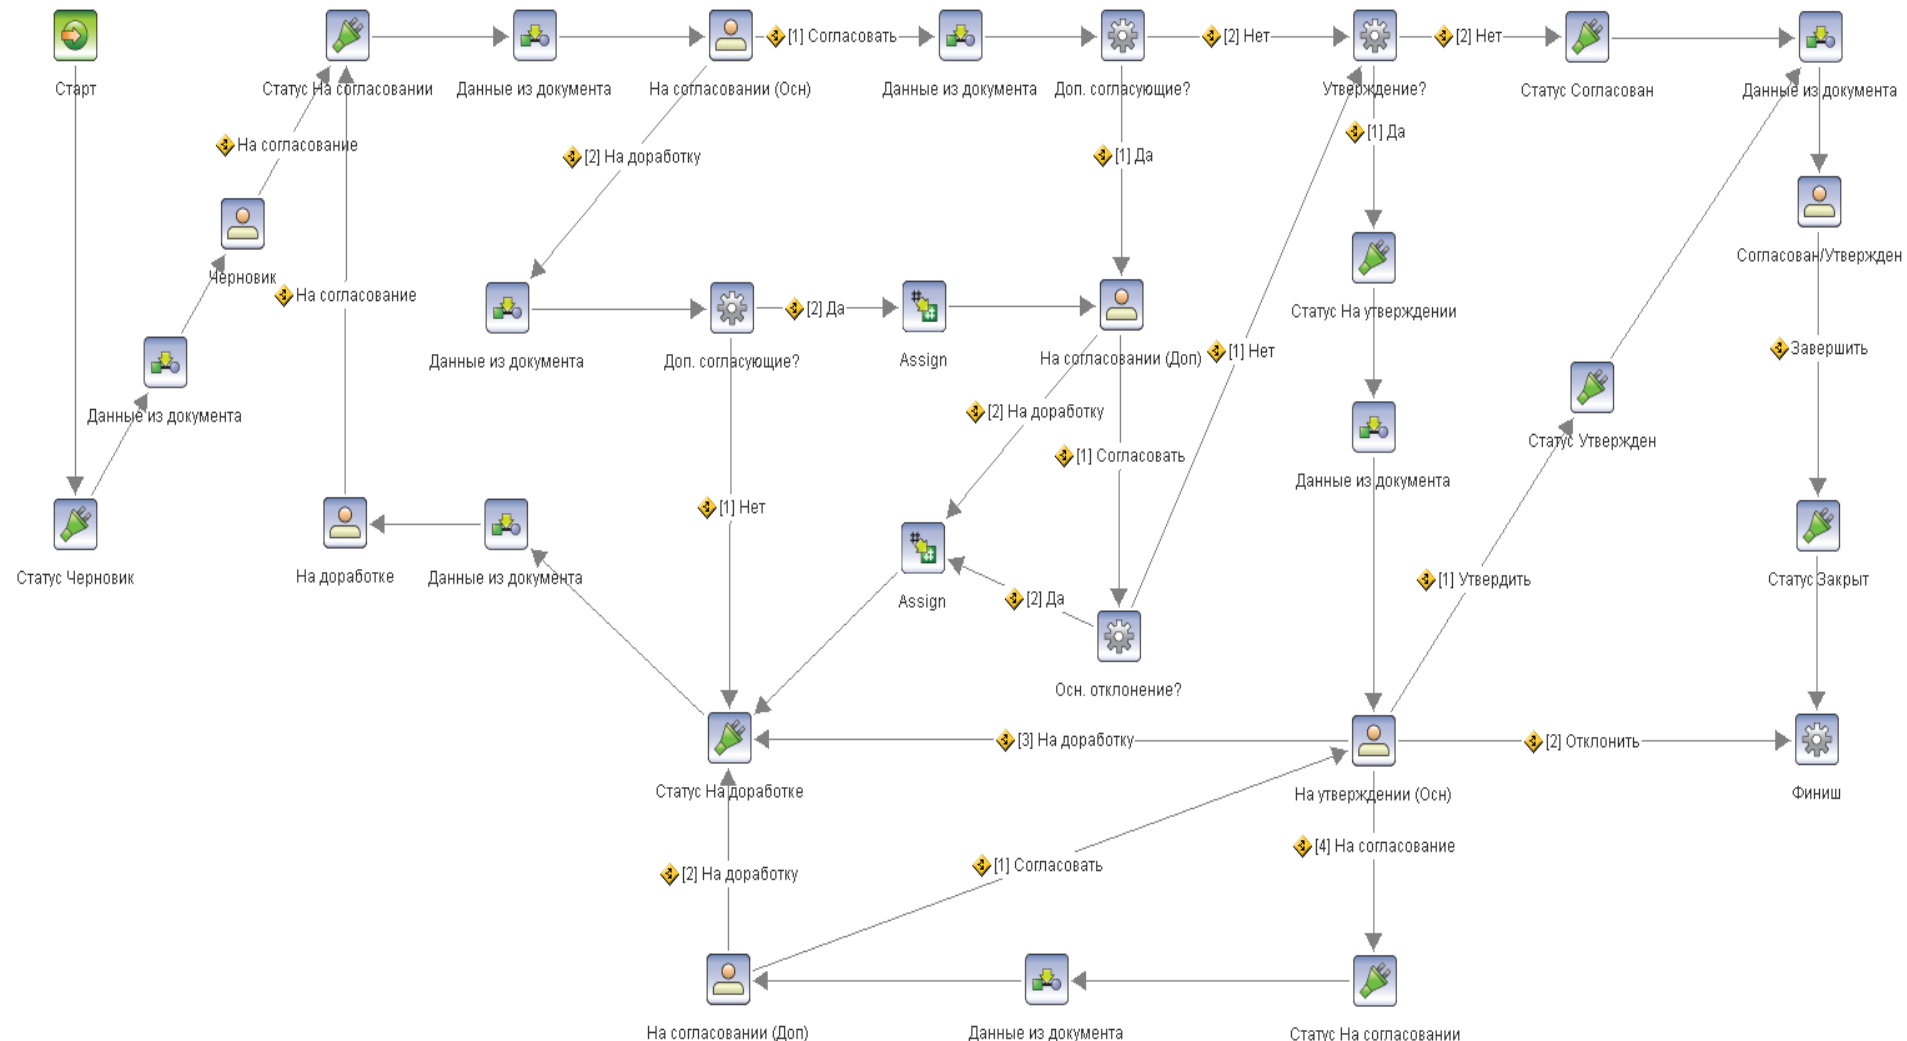 [1] Согласовать
[2] Нет
[2] Нет
Старт
Статус На согласовании
Данные из документа
На согласовании (Осн)
Данные из документа
Доп. согласующие?
Утверждение?
Статус Согласован
Данные из документа
На согласование
[2] На доработку
[1] Да
[1] Да
Черновик
Согласован/Утвержден
На согласование
[2] Да
Статус На утверждении
Данные из документа
Доп. согласующие?
Assign
На согласовании (Доп)
[1] Нет
Завершить
Данные из документа
[2] На доработку
Статус Утвержден
[1] Согласовать
Данные из документа
[1] Нет
Статус Черновик
На доработке
Данные из документа
[1] Утвердить
Статус Закрыт
Assign
[2] Да
Осн. отклонение?
[3] На доработку
[2] Отклонить
Статус На доработке
На утверждении (Осн)
Финиш
[4] На согласование
[2] На доработку
[1] Согласовать
На согласовании (Доп)
Данные из документа
Статус На согласовании